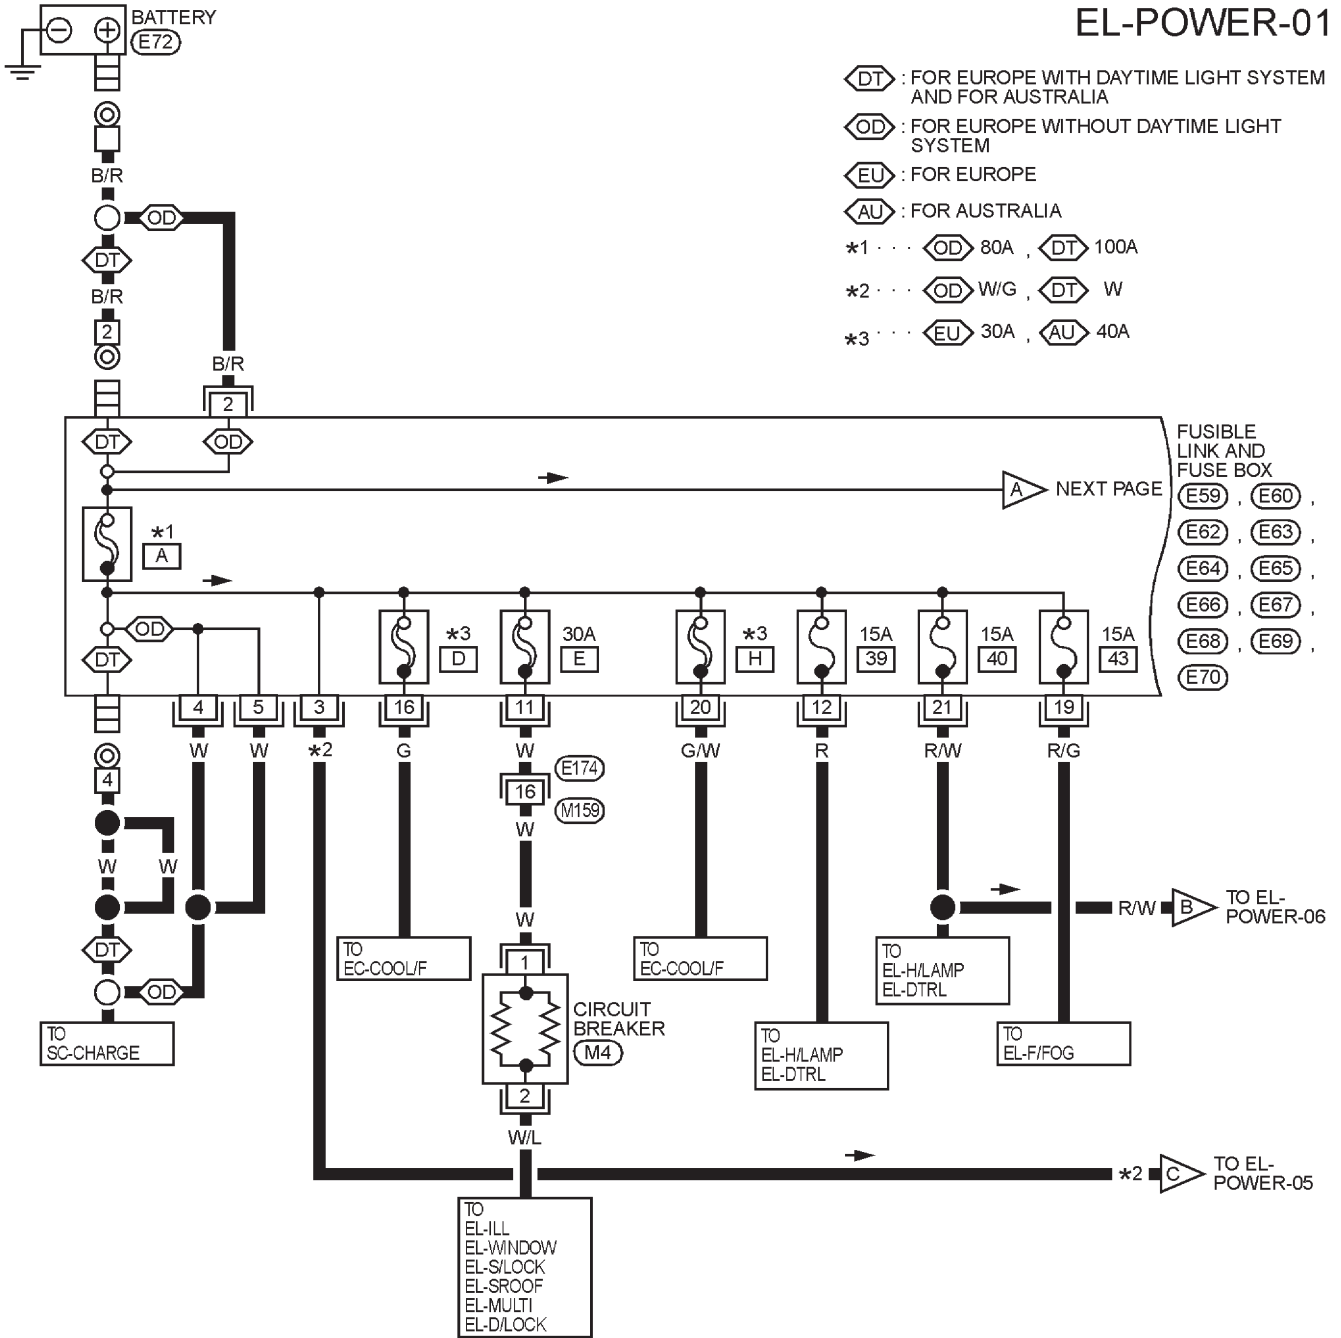 EL-POWER-01
BATTERY
E72
DT : FOR EUROPE WITH DAYTIME LIGHT SYSTEM
AND FOR AUSTRALIA
OD : FOR EUROPE WITHOUT DAYTIME LIGHT
SYSTEM
EU : FOR EUROPE
AU : FOR AUSTRALIA
*1 · · · OD 80A , DT 100A
*2 · · · OD W/G , DT W
*3 · · · EU 30A , AU 40A
B/R
OD
DT
B/R
2
B/R
2
DT
OD
A NEXT PAGE
FUSIBLE
LINK AND
FUSE BOX
E59 , E60 ,
E62 , E63 ,
E64 , E65 ,
E66 , E67 ,
E68 , E69 ,
E70
*1
A
OD
DT
*3
D
30A
E
*3
H
15A
39
15A
40
15A
43
4 5 3 16 11 20 12 21 19
W W *2 G W G/W R R/W R/G
4
E174
16
M159
W
W W
W
DT
OD
TO
SC-CHARGE
TO
EC-COOL/F
1
CIRCUIT
BREAKER
M4
2
W/L
TO
EC-COOL/F
TO
EL-H/LAMP
EL-DTRL
TO
EL-H/LAMP
EL-DTRL
TO
EL-F/FOG
R/W B TO EL-
POWER-06
*2 C TO EL-
POWER-05
TO
EL-ILL
EL-WINDOW
EL-S/LOCK
EL-SROOF
EL-MULTI
EL-D/LOCK